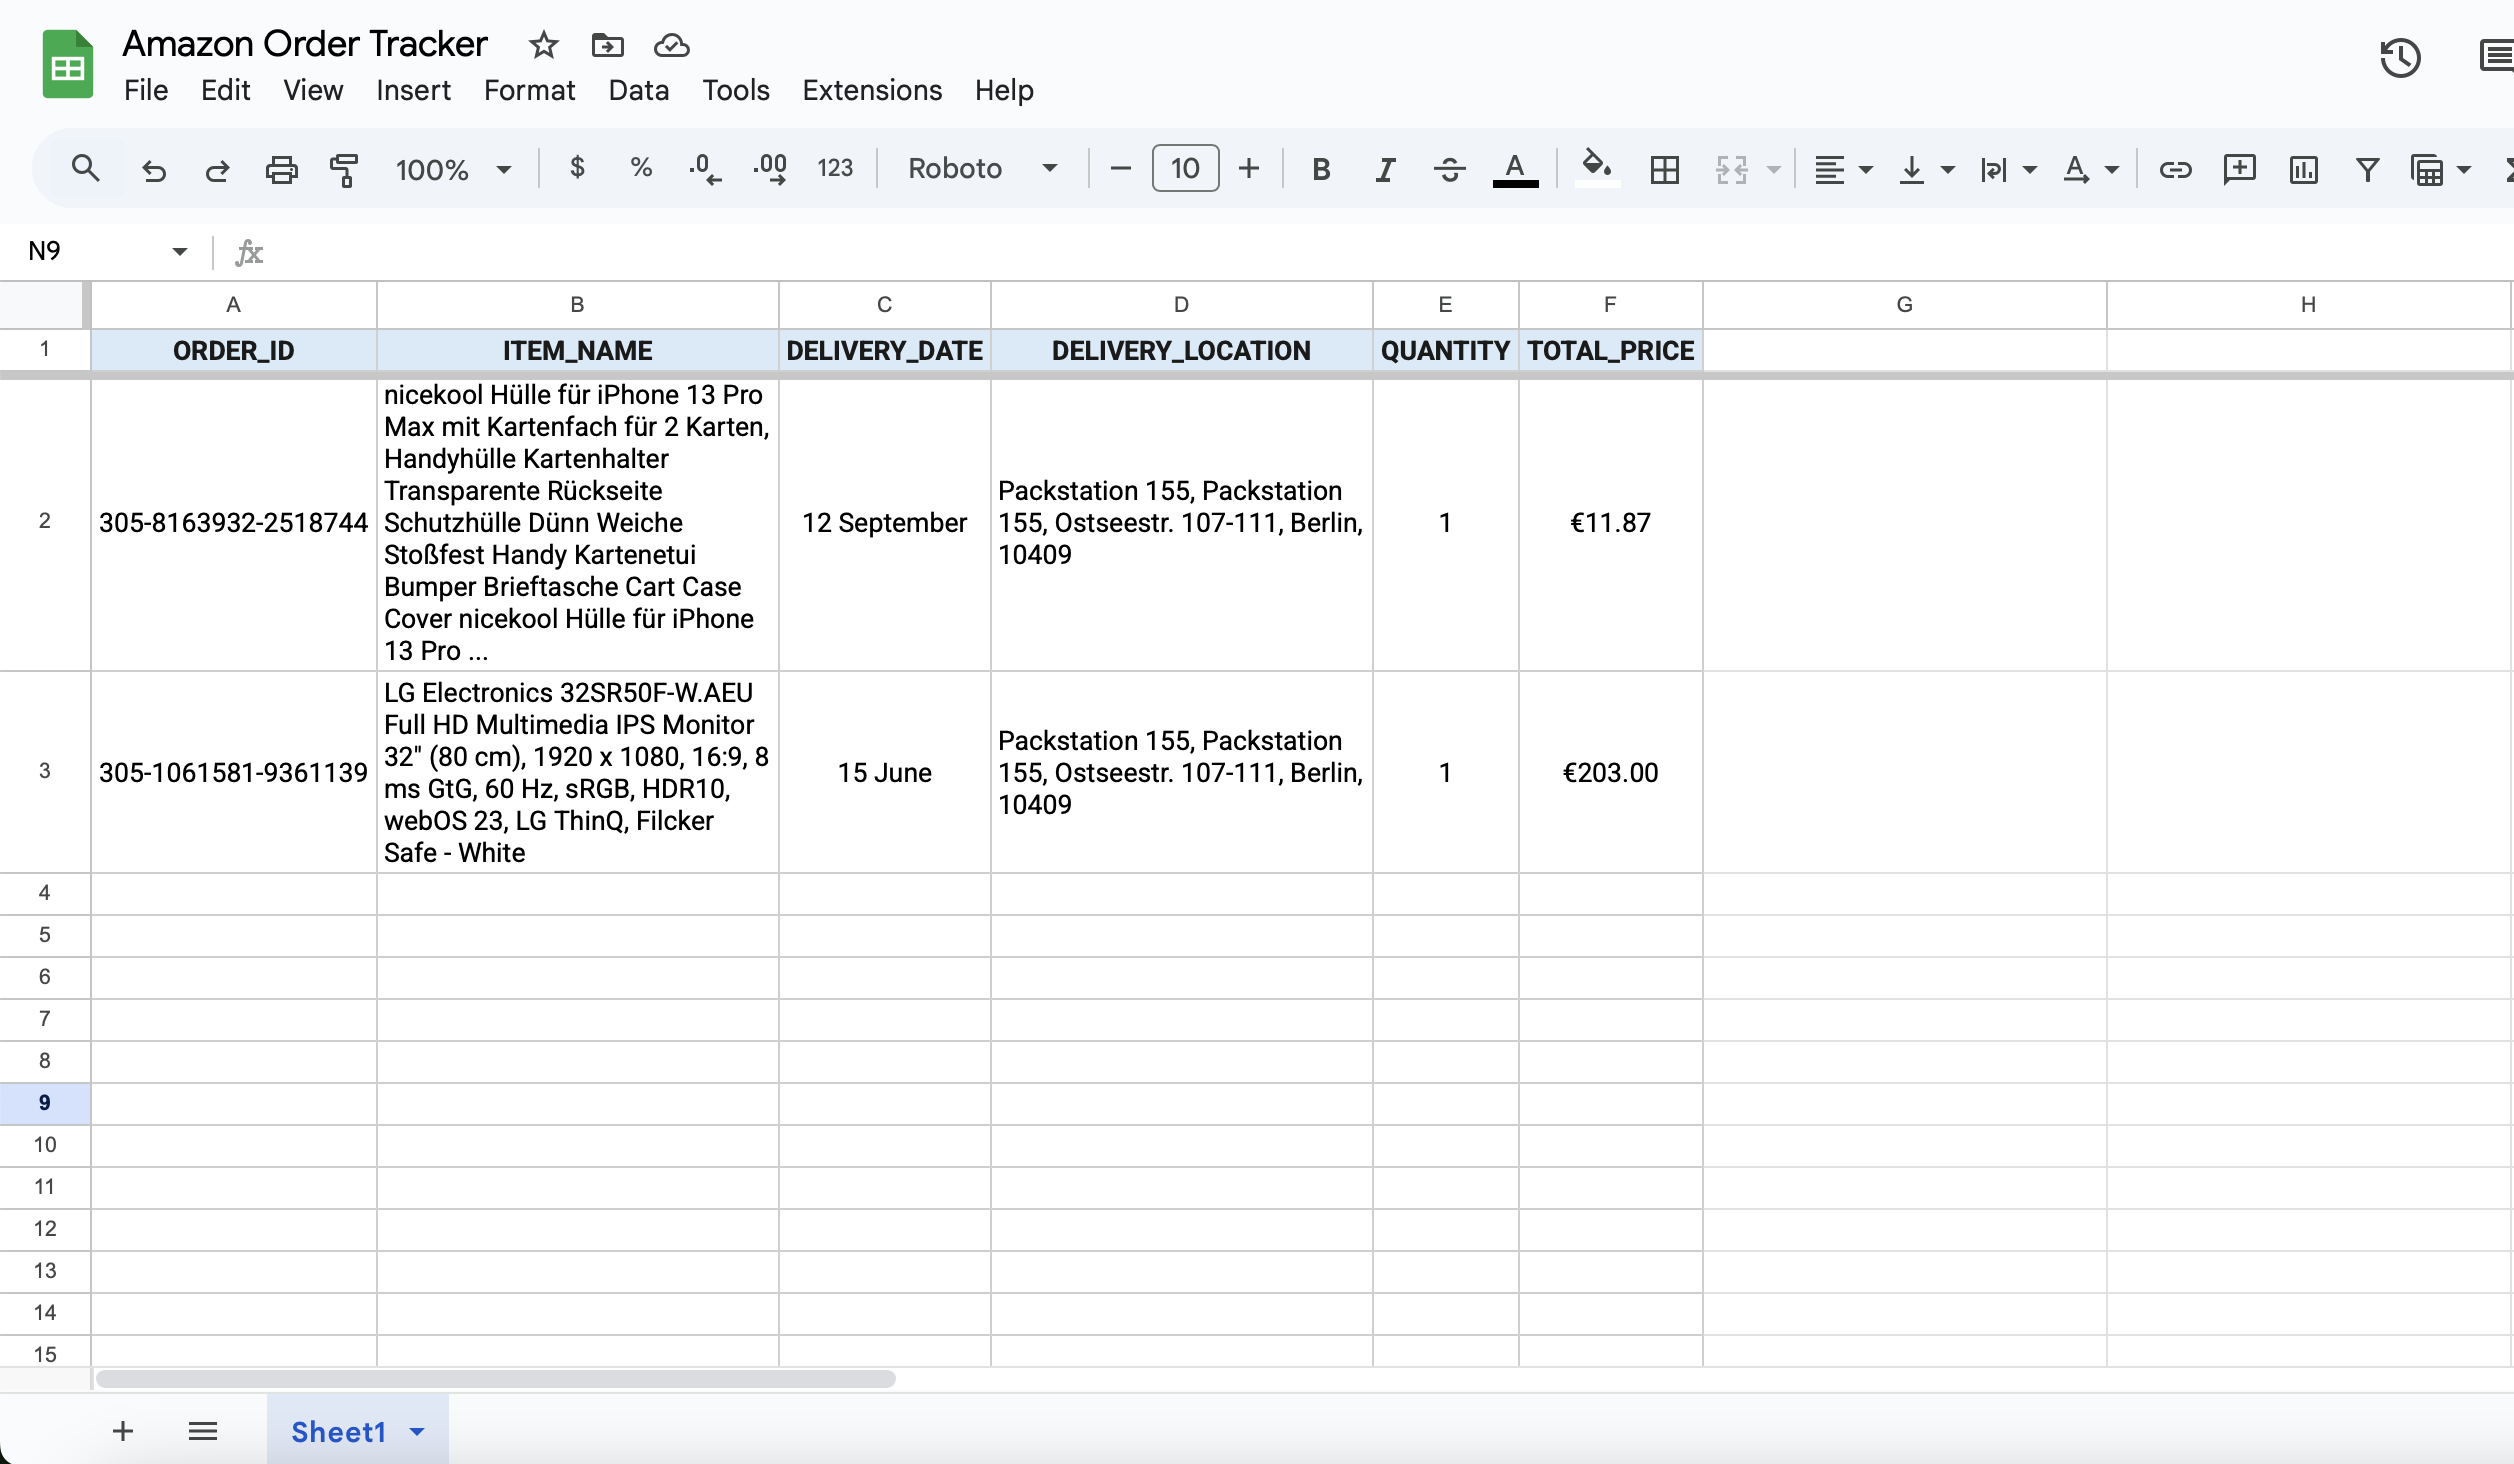 Amazon Order Tracker
File Edit View Insert Format Data Tools Extensions Help
100% $ % .0 .00 123 Roboto 10 B I A A
N9 fx
A B C D E F G H
1 ORDER_ID ITEM_NAME DELIVERY_DATE DELIVERY_LOCATION QUANTITY TOTAL_PRICE
2
305-8163932-2518744
nicekool Hülle für iPhone 13 Pro
Max mit Kartenfach für 2 Karten,
Handyhülle Kartenhalter
Transparente Rückseite
Schutzhülle Dünn Weiche
Stoßfest Handy Kartenetui
Bumper Brieftasche Cart Case
Cover nicekool Hülle für iPhone
13 Pro ...
12 September
Packstation 155, Packstation
155, Ostseestr. 107-111, Berlin,
10409
1
€11.87
3
305-1061581-9361139
LG Electronics 32SR50F-W.AEU
Full HD Multimedia IPS Monitor
32" (80 cm), 1920 x 1080, 16:9, 8
ms GtG, 60 Hz, sRGB, HDR10,
webOS 23, LG ThinQ, Filcker
Safe - White
15 June
Packstation 155, Packstation
155, Ostseestr. 107-111, Berlin,
10409
1
€203.00
4
5
6
7
8
9
10
11
12
13
14
15
Sheet1